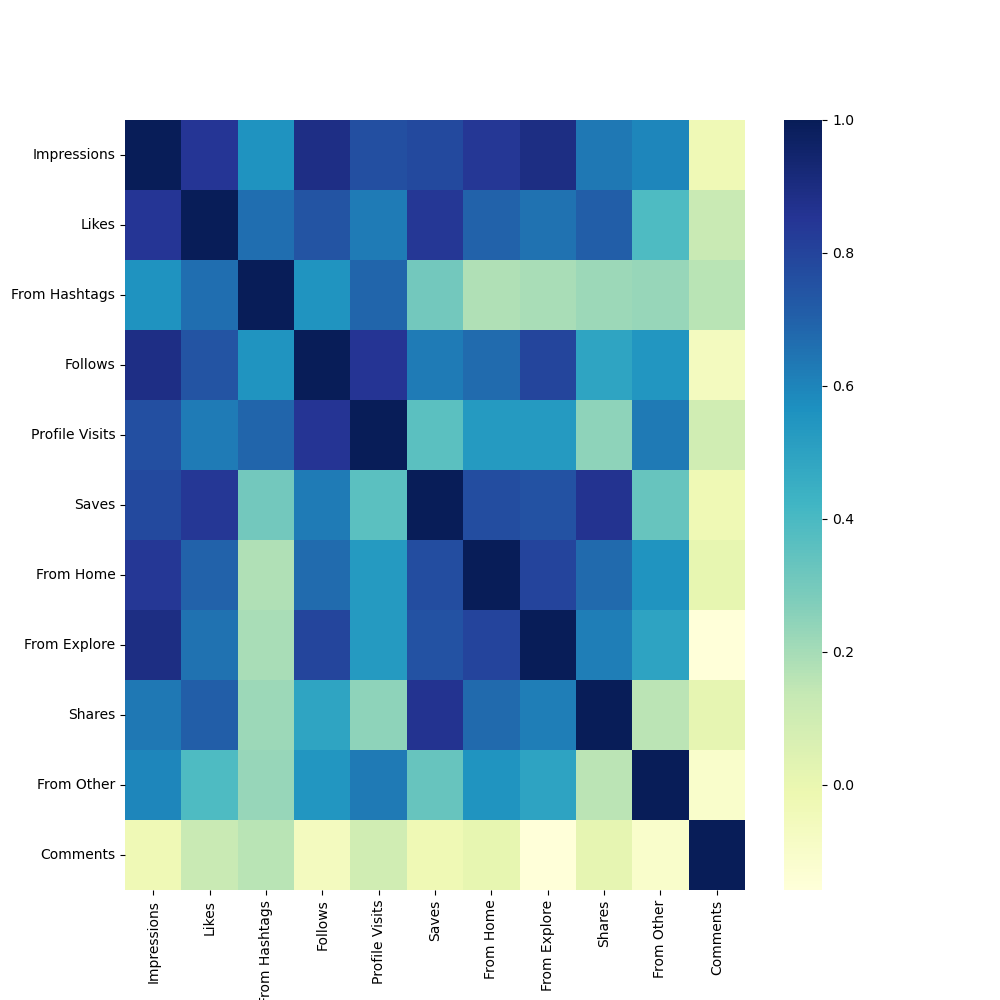 Impressions
Likes
From Hashtags
Follows
Profile Visits
Saves
From Home
From Explore
Shares
From Other
Comments
Impressions
Likes
From Hashtags
Follows
Profile Visits
Saves
From Home
From Explore
Shares
From Other
Comments
1.0
0.8
0.6
0.4
0.2
0.0